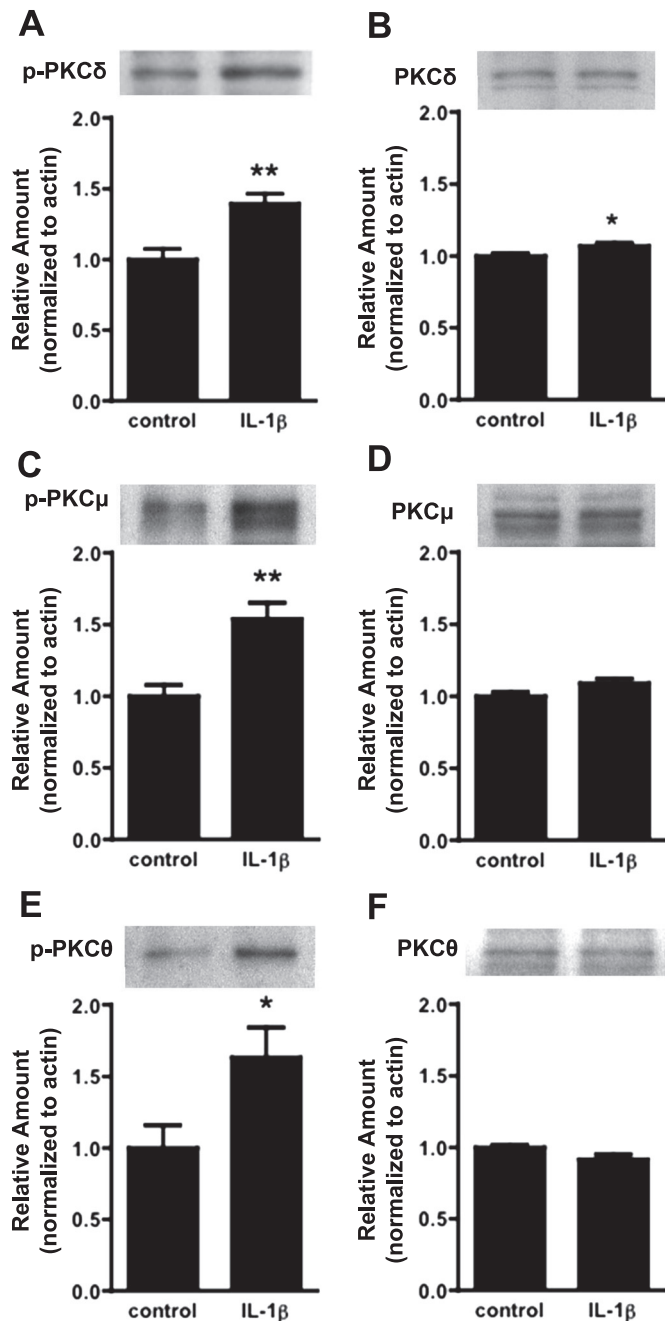 A
p-PKCδ
Relative Amount
(normalized to actin)
2.0
1.5
1.0
0.5
0.0
**
control
IL-1β
B
PKCδ
Relative Amount
(normalized to actin)
2.0
1.5
1.0
0.5
0.0
*
control
IL-1β
C
p-PKCμ
Relative Amount
(normalized to actin)
2.0
1.5
1.0
0.5
0.0
**
control
IL-1β
D
PKCμ
Relative Amount
(normalized to actin)
2.0
1.5
1.0
0.5
0.0
control
IL-1β
E
p-PKCθ
Relative Amount
(normalized to actin)
2.0
1.5
1.0
0.5
0.0
*
control
IL-1β
F
PKCθ
Relative Amount
(normalized to actin)
2.0
1.5
1.0
0.5
0.0
control
IL-1β